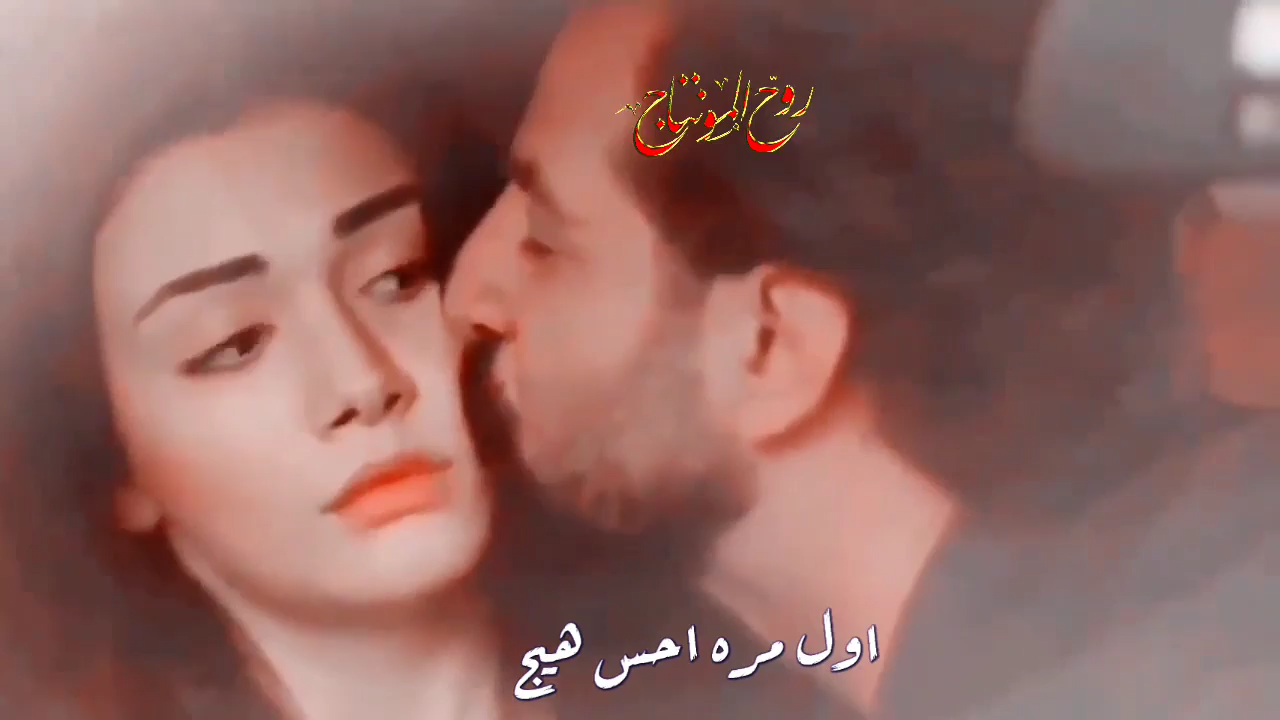 روح المونتاج
اول مره احس هيج